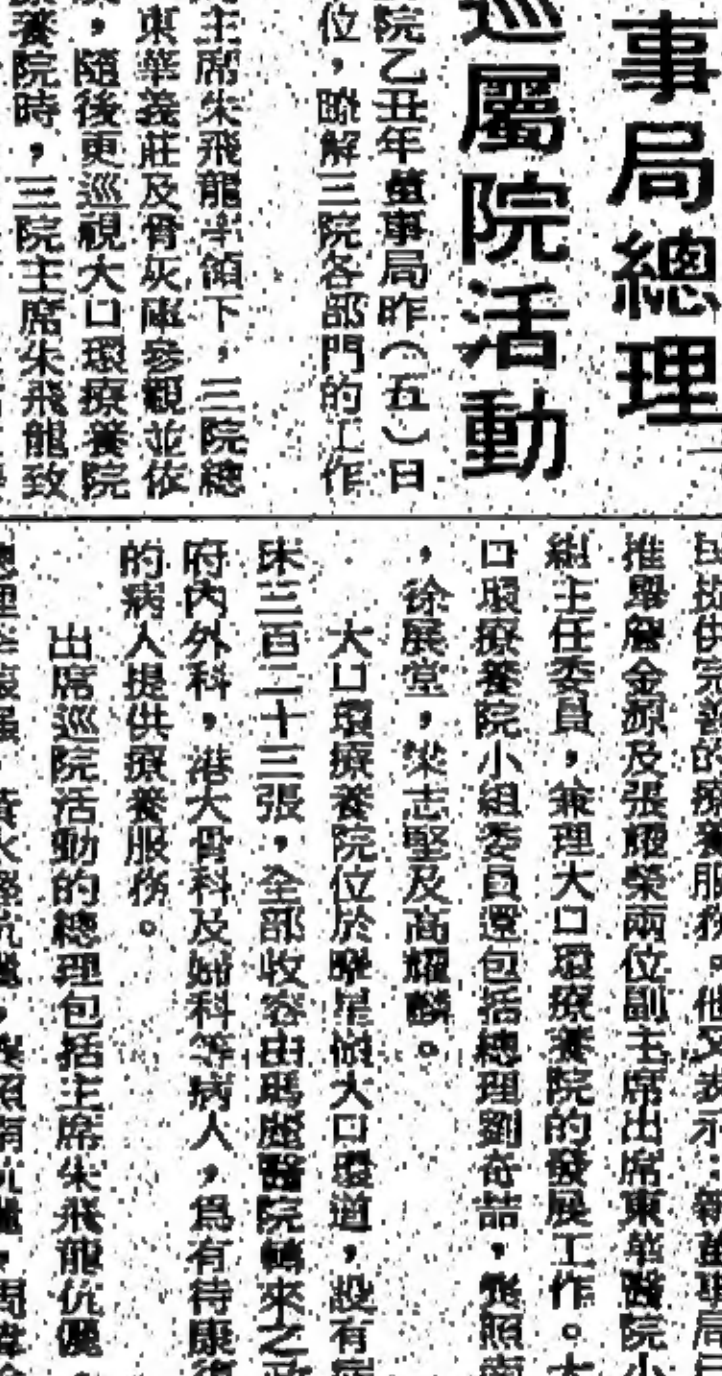 事局總理
巡屬院活動
院乙丑年董事局昨(五)日
位,瞭解三院各部門的工作
主席朱飛龍率領下,三院總
東華義莊及骨灰庫參觀並依
隨後更巡視大口環療養院
養院時,三院主席朱飛龍致
提供完善的療養服務。他又表示:新董事局已
推舉詹金源及張耀榮兩位副主席出席東華醫院小
組主任委員,兼理大口環療養院的發展工作。大
口環療養院小組委員還包括總理劉奇喆,
,徐展堂,梁志堅及高耀麟。
大口環療養院位於摩星嶺大口環道,設有病
床三百二十三張,全部收容由瑪麗醫院轉來之政
府內外科,港大骨科及婦科等病人,爲有待康復
的病人提供療養服務。
出席巡院活動的總理包括主席朱飛龍伉儷,